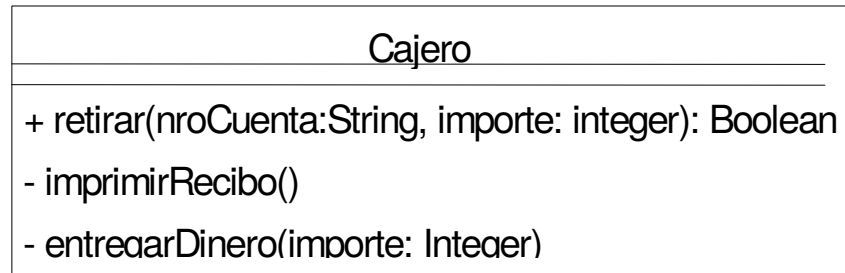 Cajero
+ retirar(nroCuenta:String, importe: integer): Boolean
- imprimirRecibo()
- entregarDinero(importe: Integer)